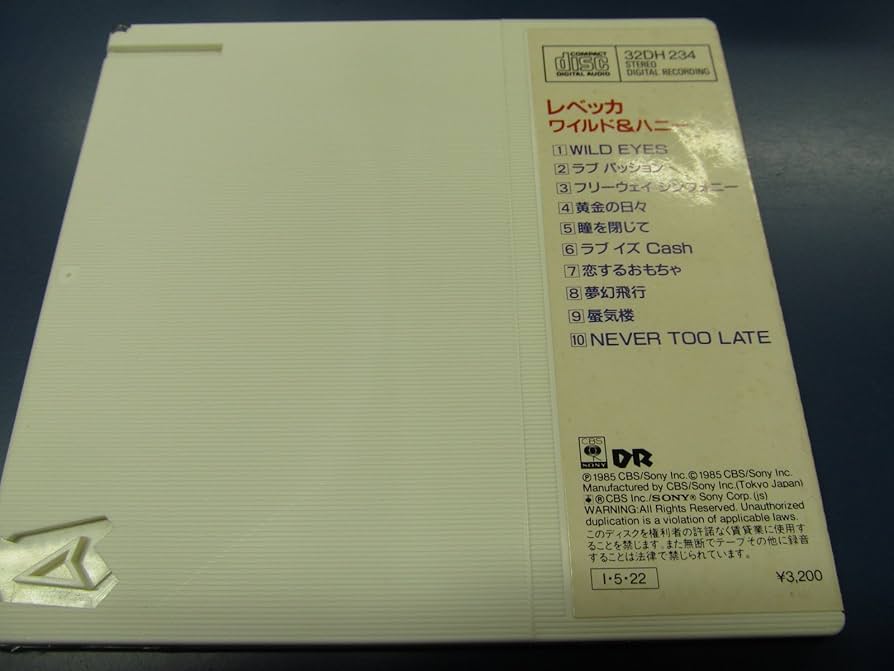 COMPACT
disc
DIGITAL AUDIO
32DH 234
STEREO
DIGITAL RECORDING
レベッカ
ワイルド&ハニー
1 WILD EYES
2 ラブ パッション
3 フリーウェイ シンフォニー
4 黄金の日々
5 瞳を閉じて
6 ラブ イズ Cash
7 恋するおもちゃ
8 夢幻飛行
9 蜃気楼
10 NEVER TOO LATE
CBS
SONY
DR
Ⓟ1985 CBS/Sony Inc. ©1985 CBS/Sony Inc.
Manufactured by CBS/Sony Inc.(Tokyo Japan)
®CBS Inc./SONY® Sony Corp.(js)
WARNING:All Rights Reserved. Unauthorized
duplication is a violation of applicable laws.
このディスクを権利者の許諾なく賃貸業に使用す
ることを禁じます。また無断でテープその他に録音
することは法律で禁じられています。
I·5·22
¥3,200